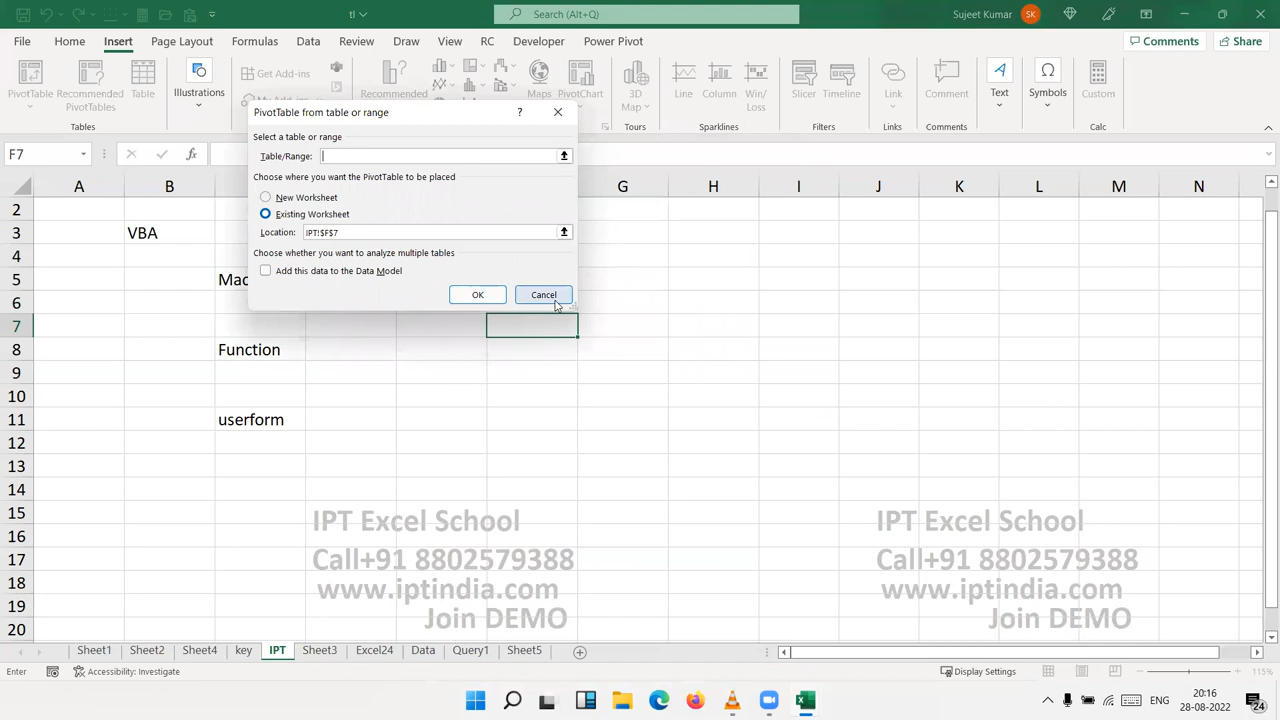 tl
Search (Alt+Q)
Sujeet Kumar
SK
File
Home
Insert
Page Layout
Formulas
Data
Review
Draw
View
RC
Developer
Help
Power Pivot
Comments
Share
PivotTable
Recommended
PivotTables
Table
Illustrations
Get Add-ins
Recommended
Maps
PivotChart
3D
Map
Line
Column
Win/
Loss
Slicer
Timeline
Link
Comment
Text
Symbols
Custom
Tables
Tours
Filters
Links
Comments
Calc
PivotTable from table or range
?
Select a table or range
Table/Range:
Choose where you want the PivotTable to be placed
New Worksheet
Existing Worksheet
Location:
IPT!$F$7
Choose whether you want to analyze multiple tables
Add this data to the Data Model
OK
Cancel
F7
fx
A B G H I J K L M N
2
3 VBA
4
5 Mac
6
7
8 Function
9
10
11 userform
12
13
14
15
16
17
18
19
20
IPT Excel School
Call+91 8802579388
www.iptindia.com
Join DEMO
IPT Excel School
Call+91 8802579388
www.iptindia.com
Join DEMO
Sheet1
Sheet2
Sheet4
key
IPT
Sheet3
Excel24
Data
Query1
Sheet5
Enter
Accessibility: Investigate
Display Settings
115%
ENG
20:16
28-08-2022
24